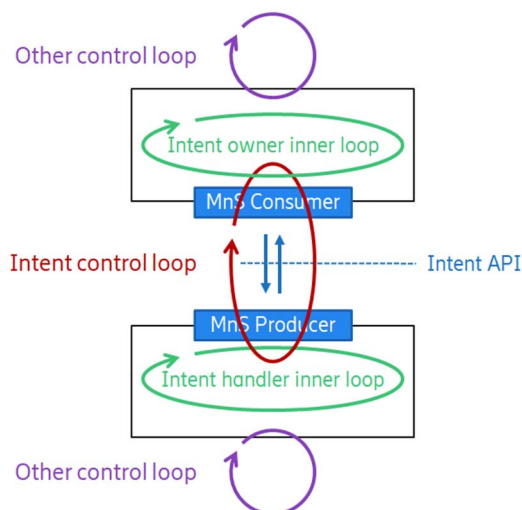 Other control loop
Intent owner inner loop
MnS Consumer
Intent control loop
Intent API
MnS Producer
Intent handler inner loop
Other control loop